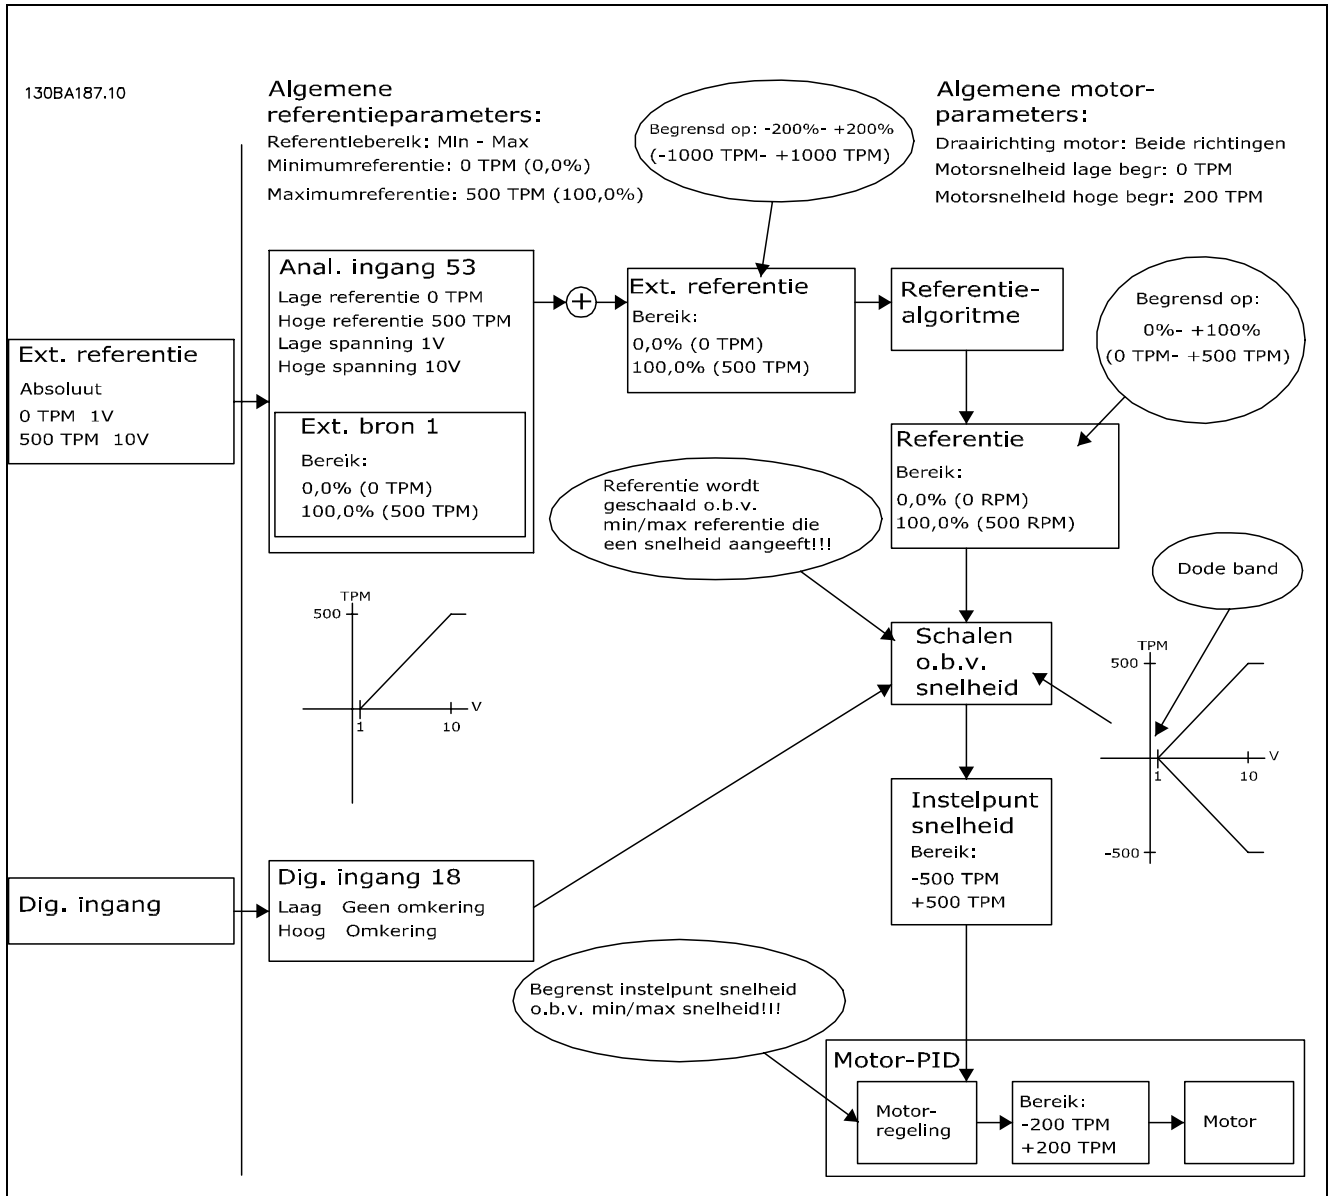 130BA187.10
Algemene
referentieparameters:
Referentiebereik: Min - Max
Minimumreferentie: 0 TPM (0,0%)
Maximumreferentie: 500 TPM (100,0%)
Begrensd op: -200%- +200%
(-1000 TPM- +1000 TPM)
Algemene motor-
parameters:
Draairichting motor: Beide richtingen
Motorsnelheid lage begr: 0 TPM
Motorsnelheid hoge begr: 200 TPM
Ext. referentie
Absoluut
0 TPM 1V
500 TPM 10V
Anal. ingang 53
Lage referentie 0 TPM
Hoge referentie 500 TPM
Lage spanning 1V
Hoge spanning 10V
Ext. bron 1
Bereik:
0,0% (0 TPM)
100,0% (500 TPM)
+
Ext. referentie
Bereik:
0,0% (0 TPM)
100,0% (500 TPM)
Referentie-
algoritme
Begrensd op:
0%- +100%
(0 TPM- +500 TPM)
Referentie
Bereik:
0,0% (0 RPM)
100,0% (500 RPM)
Referentie wordt
geschaald o.b.v.
min/max referentie die
een snelheid aangeeft!!!
Dode band
TPM
500
V
1
10
Schalen
o.b.v.
snelheid
TPM
500
V
1
10
-500
Instelpunt
snelheid
Bereik:
-500 TPM
+500 TPM
Dig. ingang
Dig. ingang 18
Laag Geen omkering
Hoog Omkering
Begrenst instelpunt snelheid
o.b.v. min/max snelheid!!!
Motor-PID
Motor-
regeling
Bereik:
-200 TPM
+200 TPM
Motor